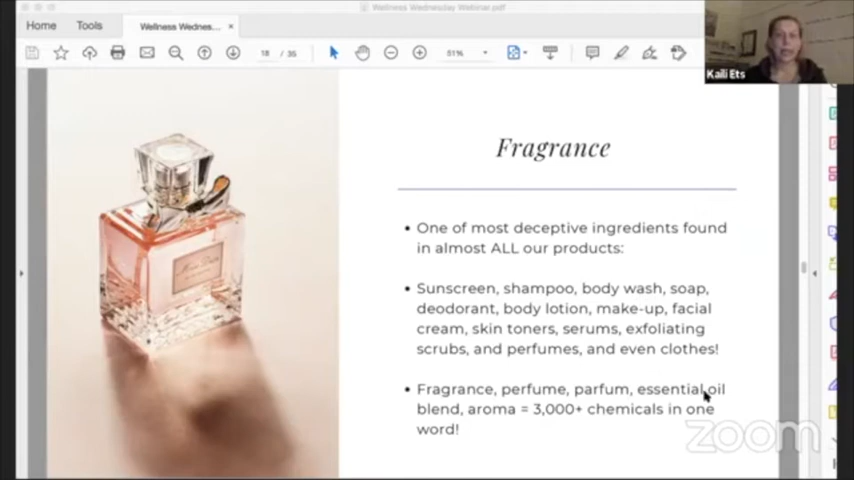 Wellness Wednesday Webinar.pdf
Home
Tools
Wellness Wednes...
×
18 / 35
51%
Kaili Ets
Fragrance
• One of most deceptive ingredients found
in almost ALL our products:
• Sunscreen, shampoo, body wash, soap,
deodorant, body lotion, make-up, facial
cream, skin toners, serums, exfoliating
scrubs, and perfumes, and even clothes!
• Fragrance, perfume, parfum, essential oil
blend, aroma = 3,000+ chemicals in one
word!
Miss Dior
zoom